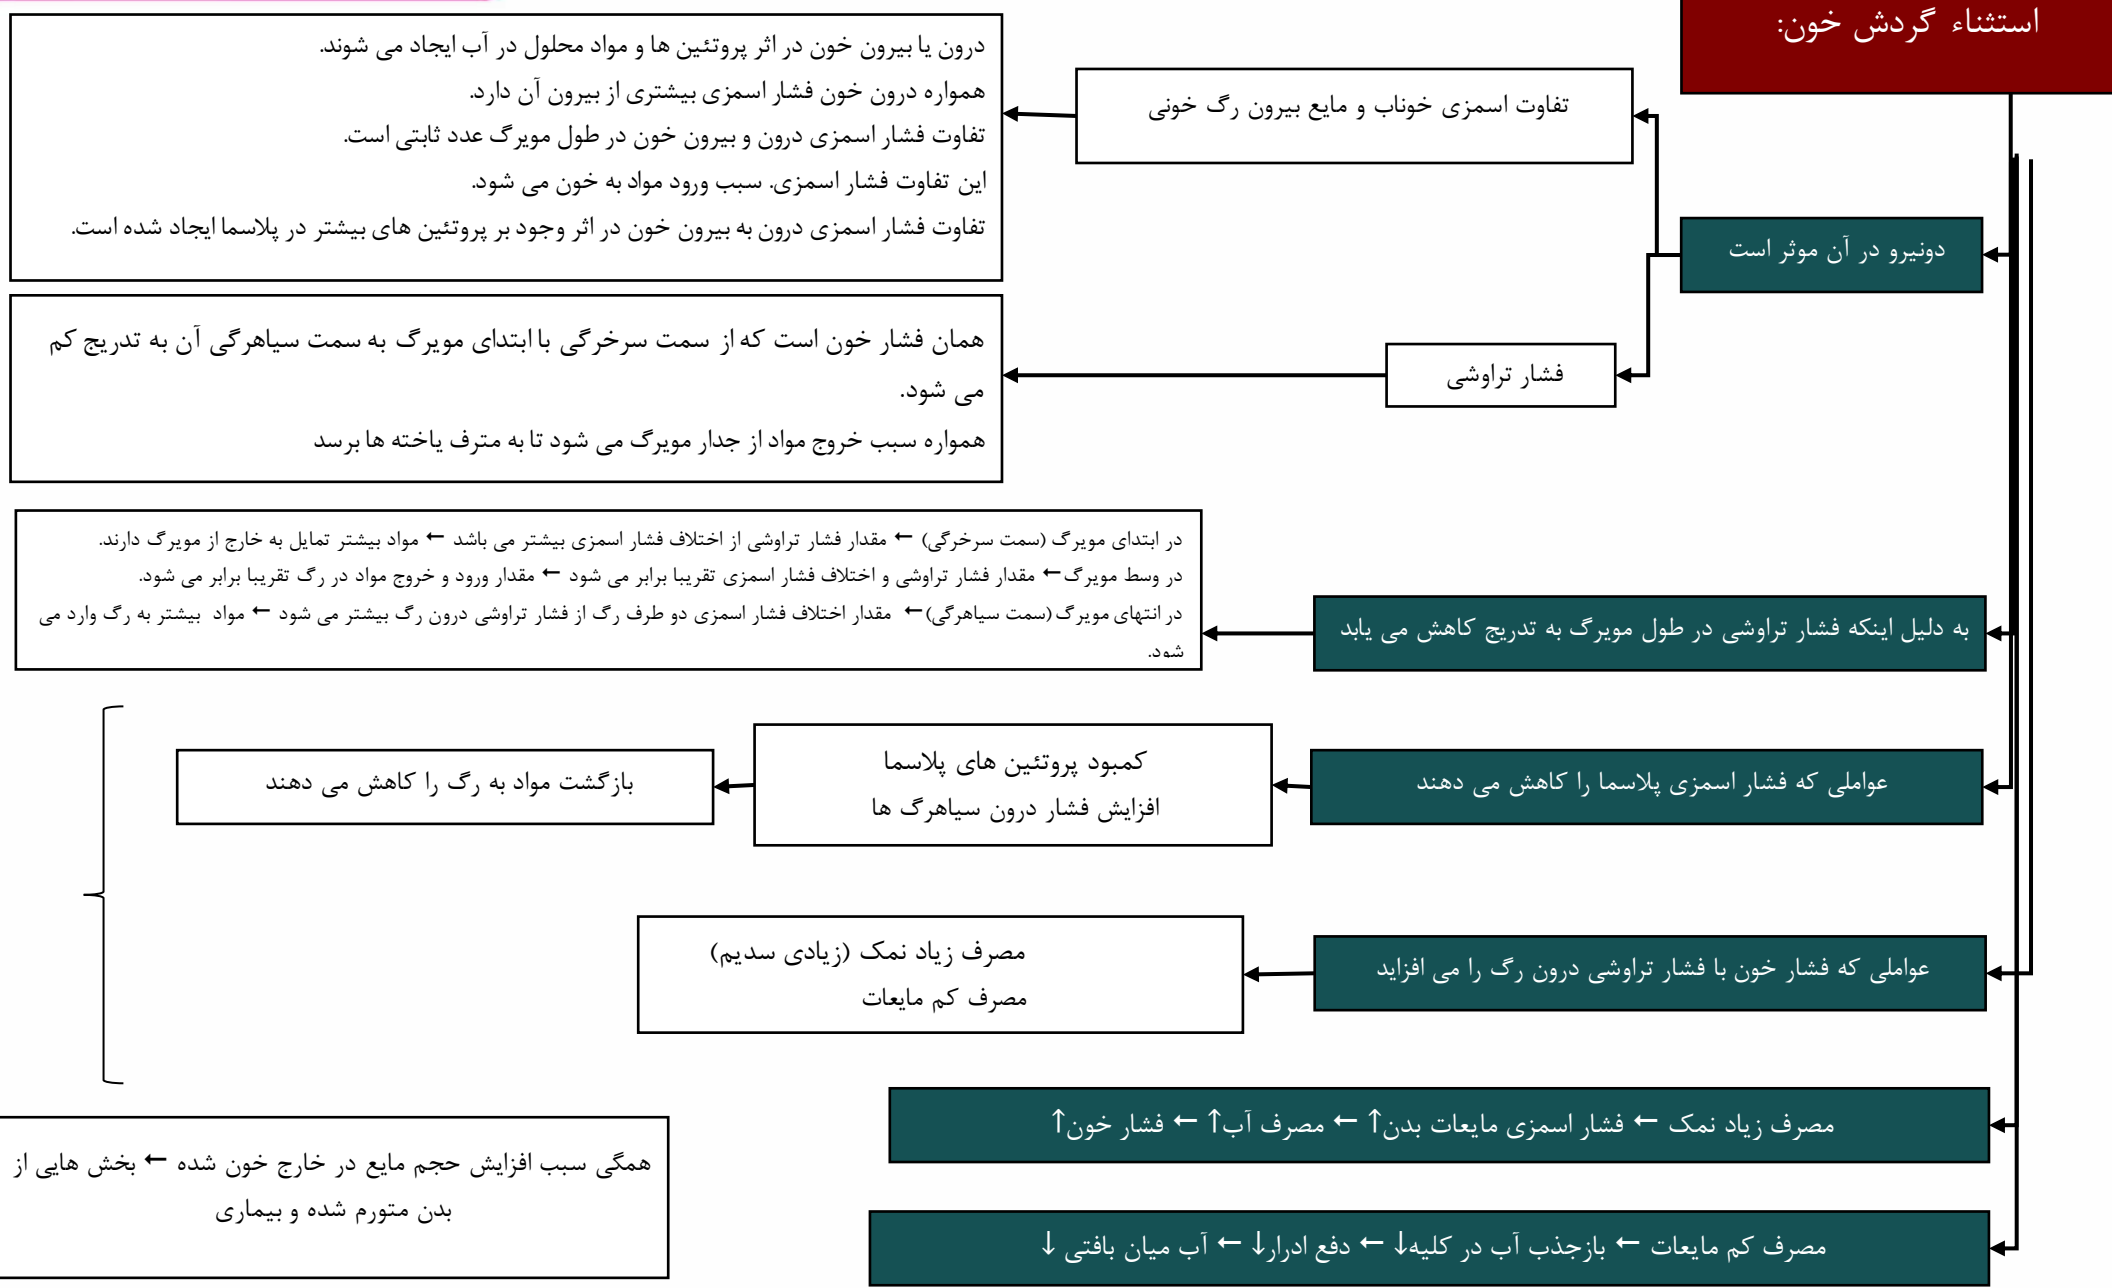 استثناء گردش خون:
دونیرو در آن موثر است
تفاوت اسمزی خوناب و مایع بیرون رگ خونی
درون یا بیرون خون در اثر پروتئین ها و مواد محلول در آب ایجاد می شوند.
همواره درون خون فشار اسمزی بیشتری از بیرون آن دارد.
تفاوت فشار اسمزی درون و بیرون خون در طول مویرگ عدد ثابتی است.
این تفاوت فشار اسمزی. سبب ورود مواد به خون می شود.
تفاوت فشار اسمزی درون به بیرون خون در اثر وجود بر پروتئین های بیشتر در پلاسما ایجاد شده است.
فشار تراوشی
همان فشار خون است که از سمت سرخرگی با ابتدای مویرگ به سمت سیاهرگی آن به تدریج کم
می شود.
همواره سبب خروج مواد از جدار مویرگ می شود تا به مترف یاخته ها برسد
به دلیل اینکه فشار تراوشی در طول مویرگ به تدریج کاهش می یابد
در ابتدای مویرگ (سمت سرخرگی) ← مقدار فشار تراوشی از اختلاف فشار اسمزی بیشتر می باشد ← مواد بیشتر تمایل به خارج از مویرگ دارند.
در وسط مویرگ← مقدار فشار تراوشی و اختلاف فشار اسمزی تقریبا برابر می شود ← مقدار ورود و خروج مواد در رگ تقریبا برابر می شود.
در انتهای مویرگ (سمت سیاهرگی)← مقدار اختلاف فشار اسمزی دو طرف رگ از فشار تراوشی درون رگ بیشتر می شود ← مواد بیشتر به رگ وارد می
شود.
عواملی که فشار اسمزی پلاسما را کاهش می دهند
کمبود پروتئین های پلاسما
افزایش فشار درون سیاهرگ ها
بازگشت مواد به رگ را کاهش می دهند
عواملی که فشار خون با فشار تراوشی درون رگ را می افزاید
مصرف زیاد نمک (زیادی سدیم)
مصرف کم مایعات
مصرف زیاد نمک ← فشار اسمزی مایعات بدن↑ ← مصرف آب↑ ← فشار خون↑
مصرف کم مایعات ← بازجذب آب در کلیه↓ ← دفع ادرار↓ ← آب میان بافتی ↓
همگی سبب افزایش حجم مایع در خارج خون شده ← بخش هایی از
بدن متورم شده و بیماری